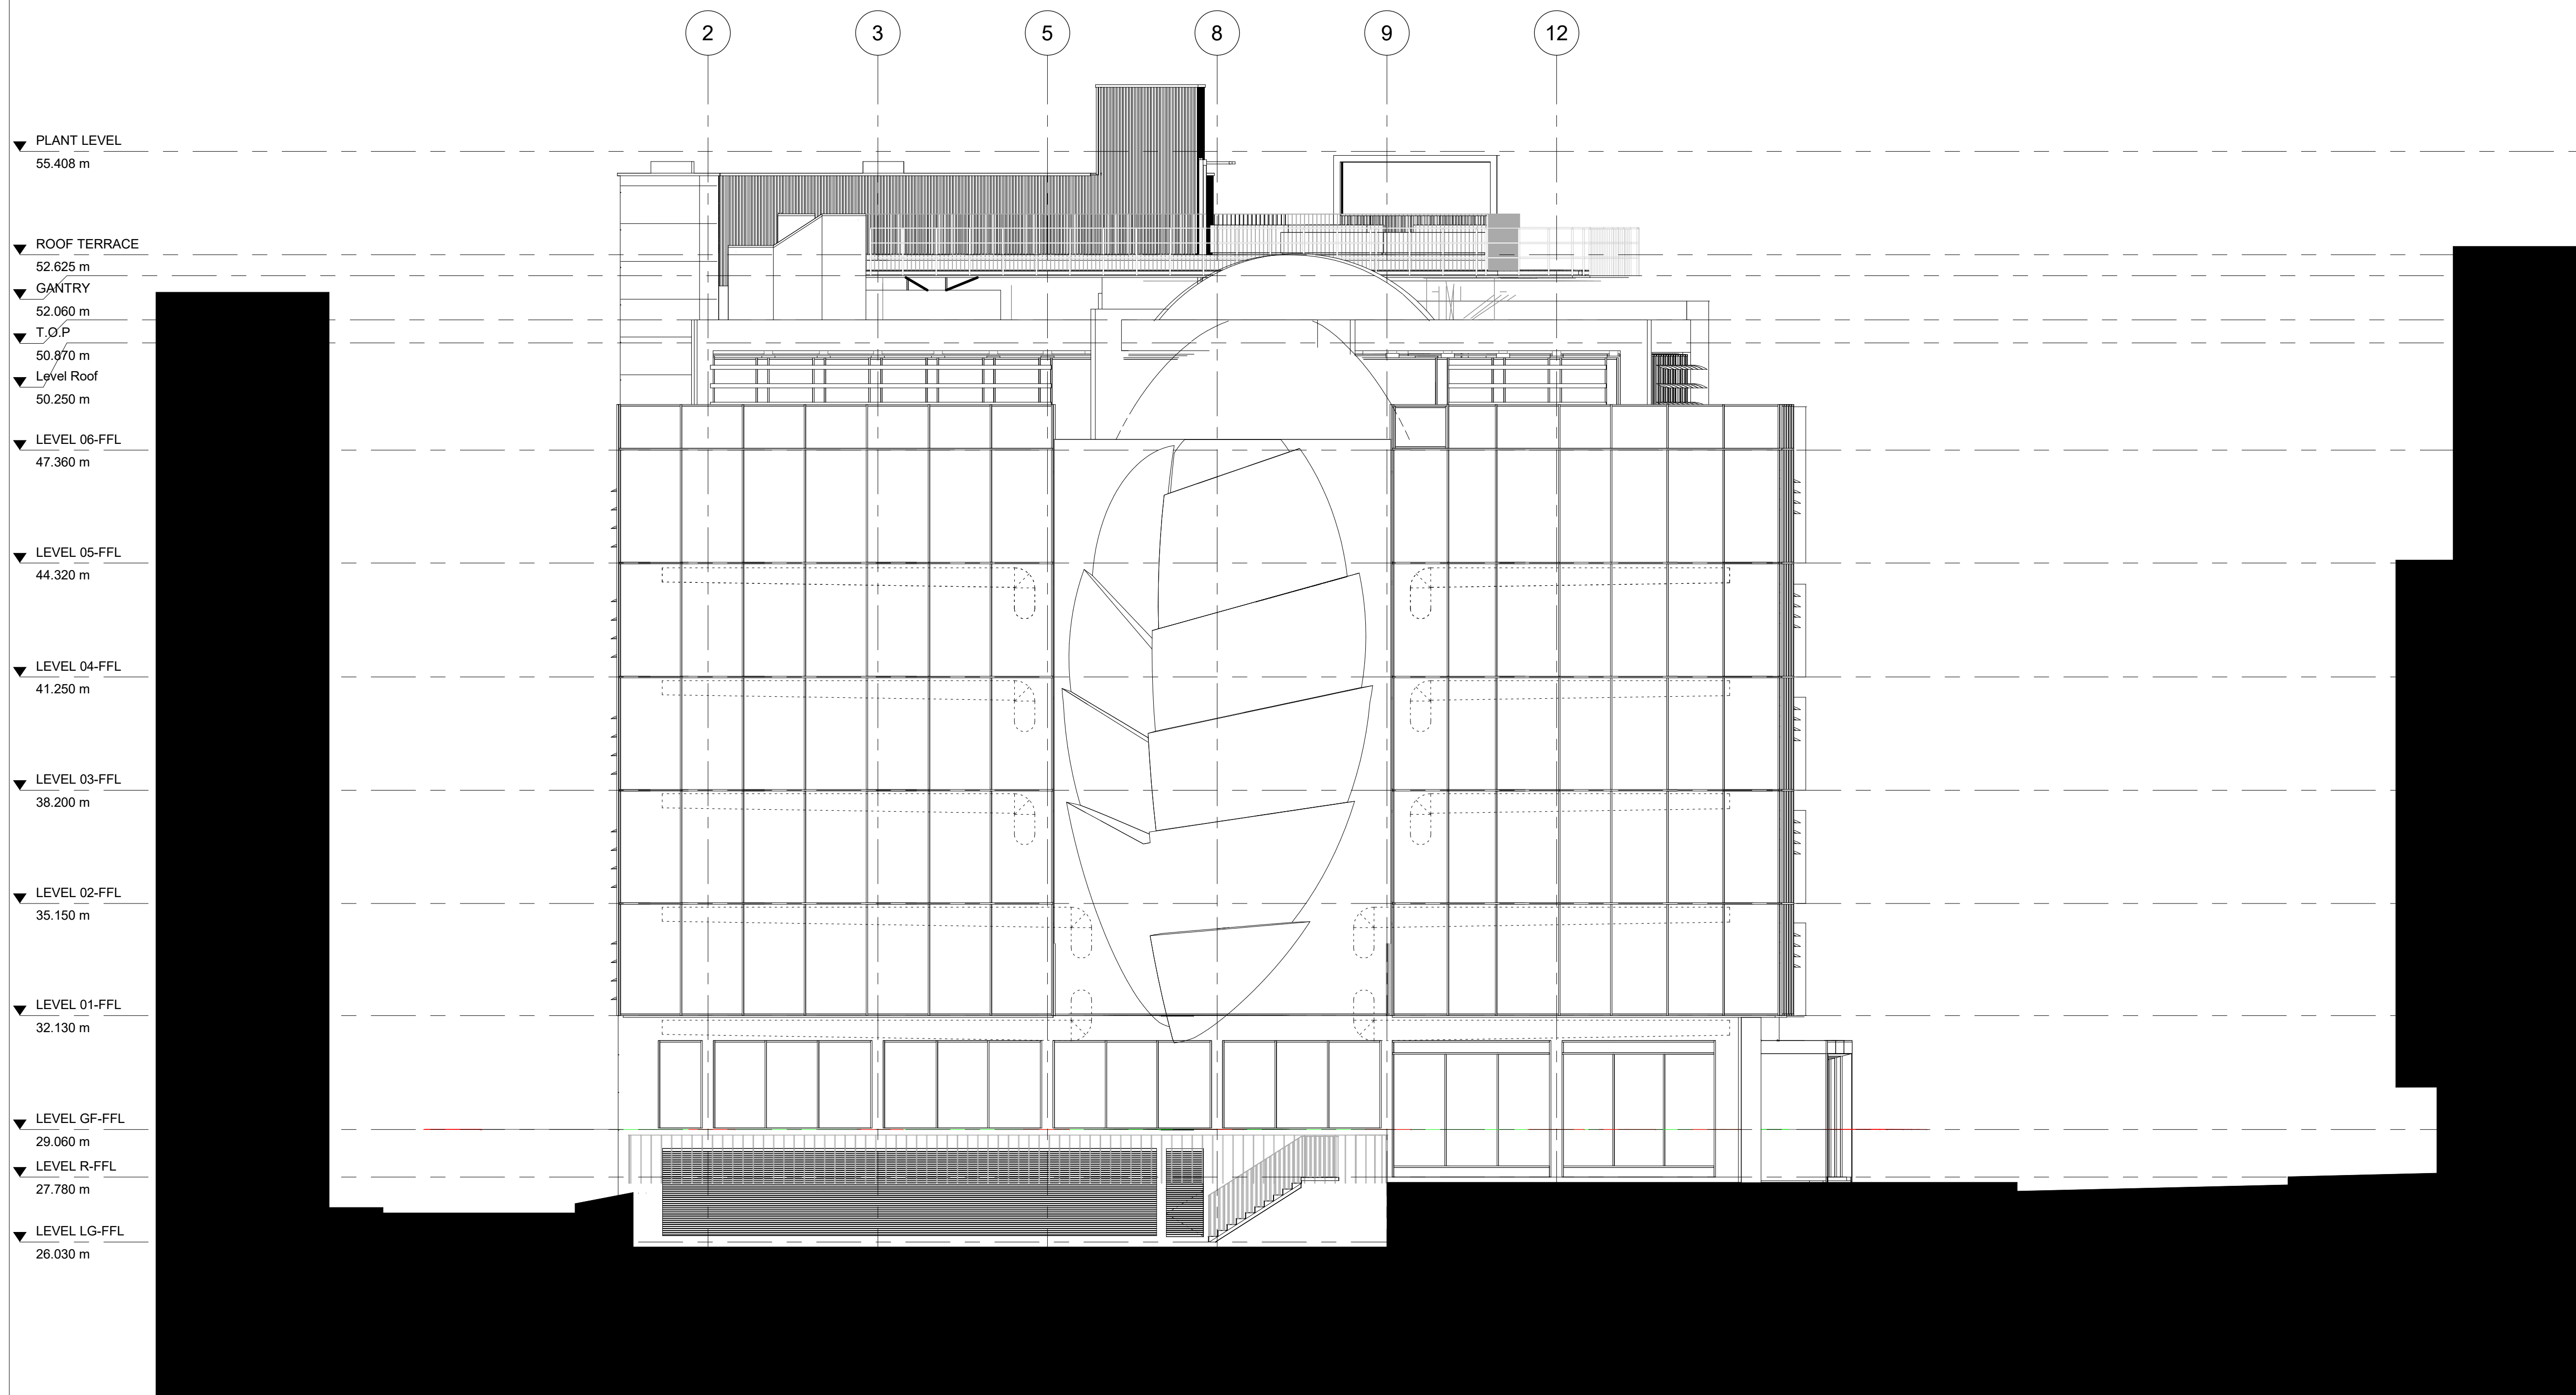 2 3 5 8 9 12
PLANT LEVEL
55.408 m
ROOF TERRACE
52.625 m
GANTRY
52.060 m
T.O.P
50.870 m
Level Roof
50.250 m
LEVEL 06-FFL
47.360 m
LEVEL 05-FFL
44.320 m
LEVEL 04-FFL
41.250 m
LEVEL 03-FFL
38.200 m
LEVEL 02-FFL
35.150 m
LEVEL 01-FFL
32.130 m
LEVEL GF-FFL
29.060 m
LEVEL R-FFL
27.780 m
LEVEL LG-FFL
26.030 m